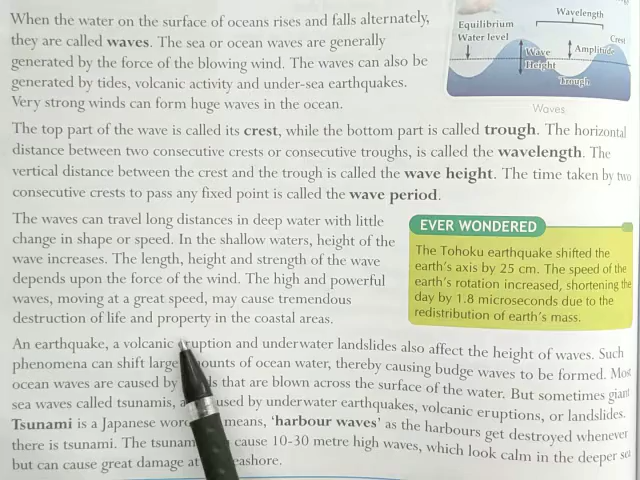 When the water on the surface of oceans rises and falls alternately,
they are called waves. The sea or ocean waves are generally
generated by the force of the blowing wind. The waves can also be
generated by tides, volcanic activity and under-sea earthquakes.
Very strong winds can form huge waves in the ocean.
Wavelength
Equilibrium
Water level
Crest
Wave
Height
Amplitude
Trough
Waves
The top part of the wave is called its crest, while the bottom part is called trough. The horizontal
distance between two consecutive crests or consecutive troughs, is called the wavelength. The
vertical distance between the crest and the trough is called the wave height. The time taken by two
consecutive crests to pass any fixed point is called the wave period.
The waves can travel long distances in deep water with little
change in shape or speed. In the shallow waters, height of the
wave increases. The length, height and strength of the wave
depends upon the force of the wind. The high and powerful
waves, moving at a great speed, may cause tremendous
destruction of life and property in the coastal areas.
EVER WONDERED
The Tohoku earthquake shifted the
earth's axis by 25 cm. The speed of the
earth's rotation increased, shortening the
day by 1.8 microseconds due to the
redistribution of earth's mass.
An earthquake, a volcanic eruption and underwater landslides also affect the height of waves. Such
phenomena can shift large of ocean water, thereby causing budge waves to be formed. Most
ocean waves are caused by that are blown across the surface of the water. But sometimes giant
sea waves called tsunamis, used by underwater earthquakes, volcanic eruptions, or landslides.
Tsunami is a Japanese means, 'harbour waves' as the harbours get destroyed whenever
there is tsunami. The cause 10-30 metre high waves, which look calm in the deeper sea
but can cause great damage at